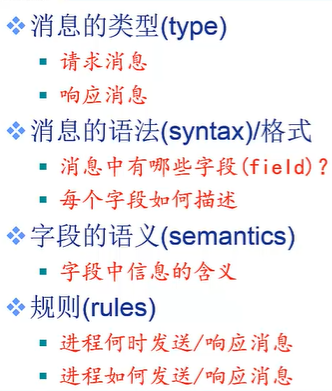 消息的类型(type)
请求消息
响应消息
消息的语法(syntax)/格式
消息中有哪些字段(field)？
每个字段如何描述
字段的语义(semantics)
字段中信息的含义
规则(rules)
进程何时发送/响应消息
进程如何发送/响应消息